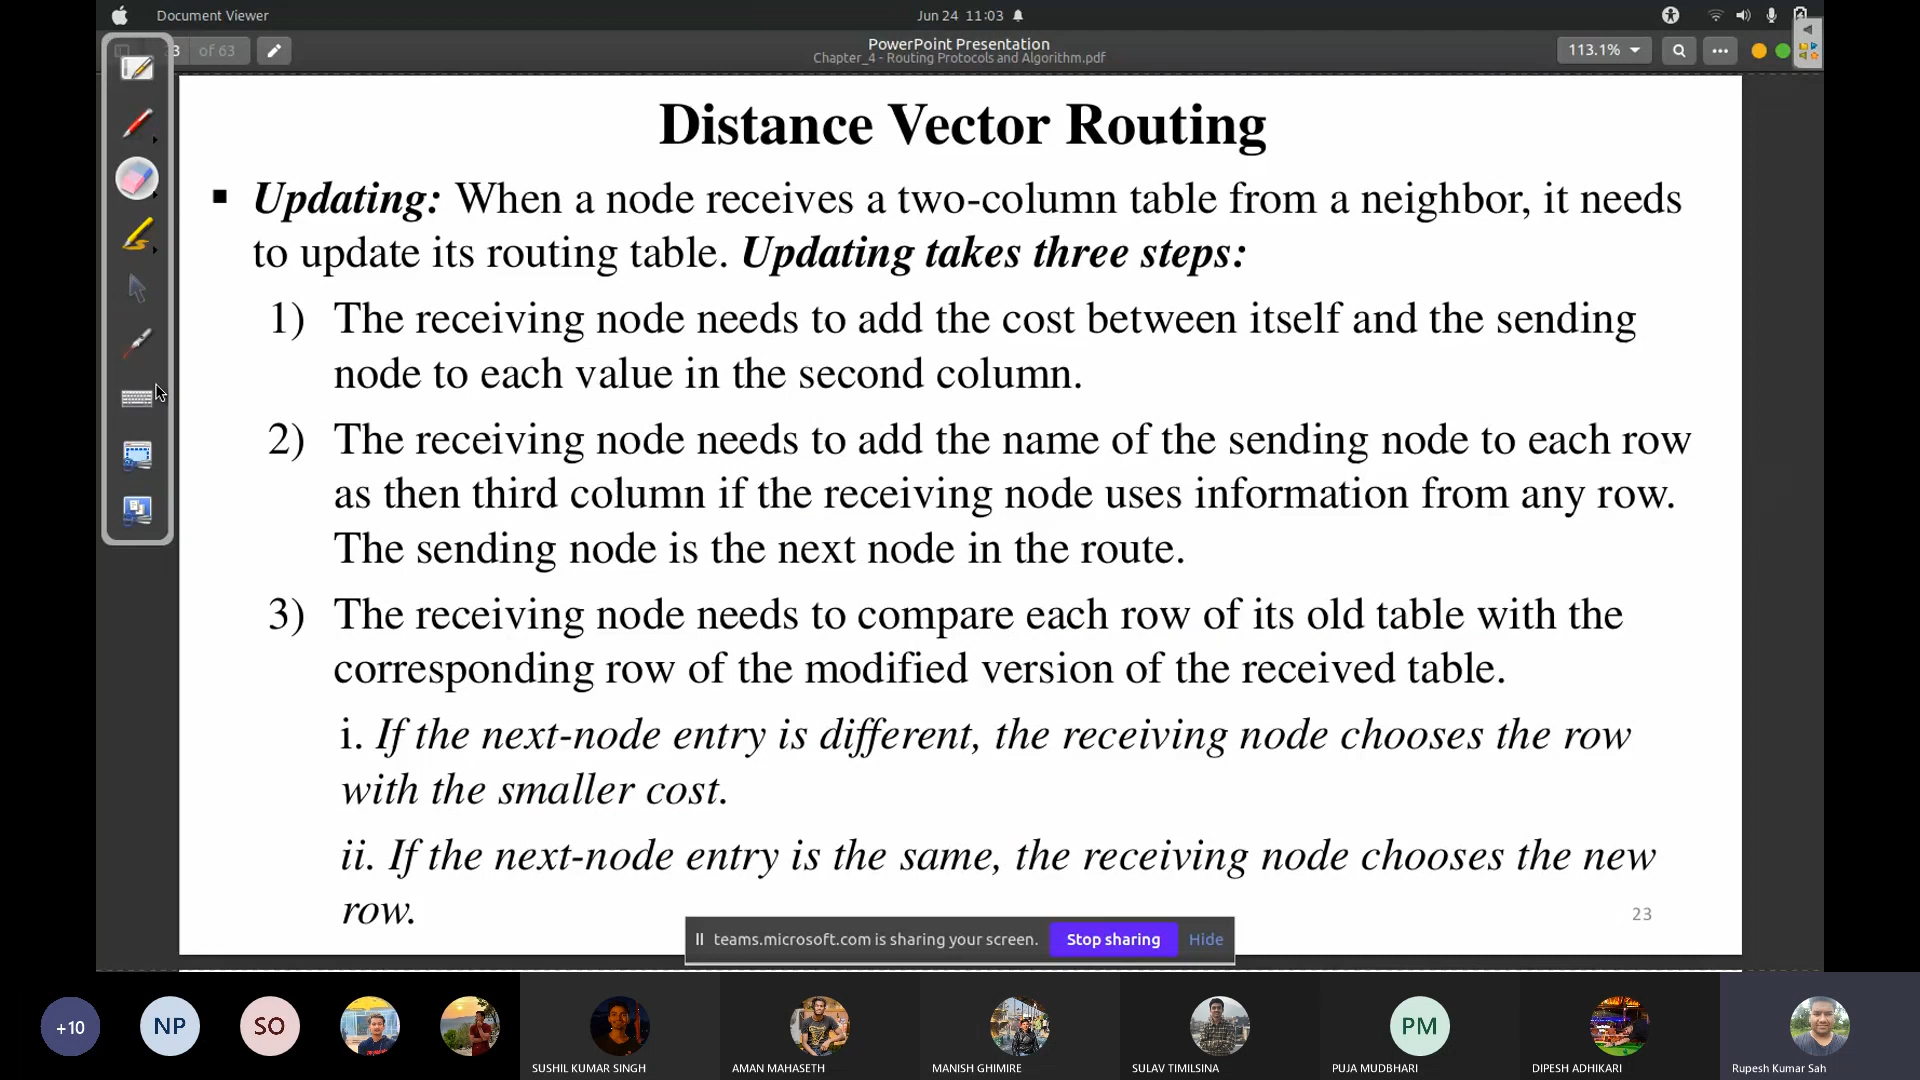 Document Viewer
Jun 24 11:03
3 of 63
PowerPoint Presentation
Chapter_4 - Routing Protocols and Algorithm.pdf
113.1%
Distance Vector Routing
▪ Updating: When a node receives a two-column table from a neighbor, it needs
to update its routing table. Updating takes three steps:
1) The receiving node needs to add the cost between itself and the sending
node to each value in the second column.
2) The receiving node needs to add the name of the sending node to each row
as then third column if the receiving node uses information from any row.
The sending node is the next node in the route.
3) The receiving node needs to compare each row of its old table with the
corresponding row of the modified version of the received table.
i. If the next-node entry is different, the receiving node chooses the row
with the smaller cost.
ii. If the next-node entry is the same, the receiving node chooses the new
row.
23
teams.microsoft.com is sharing your screen.
Stop sharing
Hide
+10
NP
SO
PM
SUSHIL KUMAR SINGH
AMAN MAHASETH
MANISH GHIMIRE
SULAV TIMILSINA
PUJA MUDBHARI
DIPESH ADHIKARI
Rupesh Kumar Sah